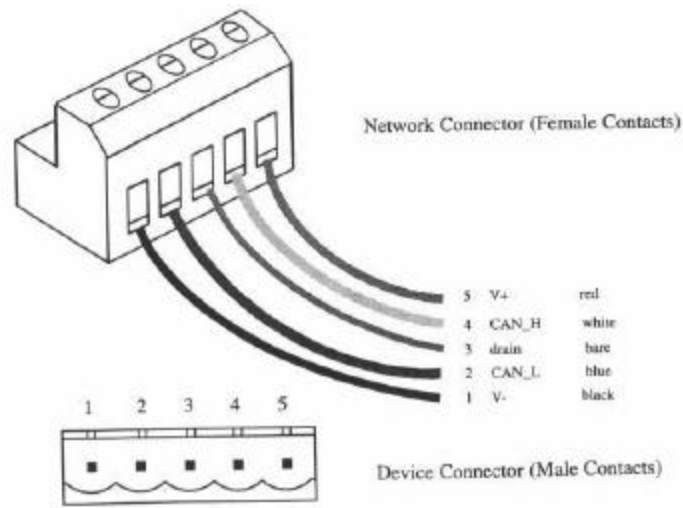 Network Connector (Female Contacts)
5 V+ red
4 CAN_H white
3 drain bare
2 CAN_L blue
1 V- black
1 2 3 4 5
Device Connector (Male Contacts)